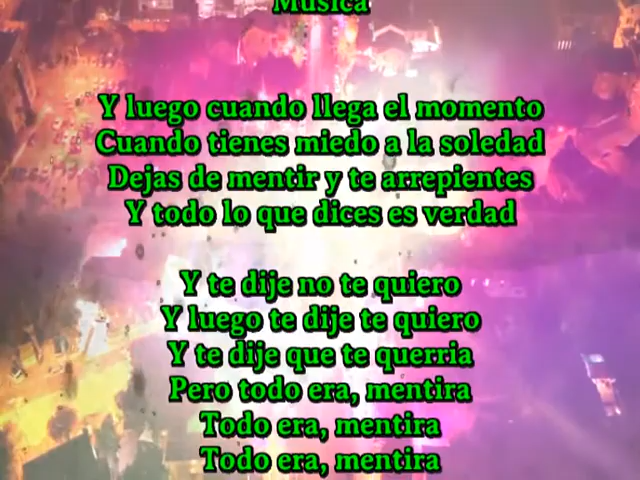 Musica
Y luego cuando llega el momento
Cuando tienes miedo a la soledad
Dejas de mentir y te arrepientes
Y todo lo que dices es verdad
Y te dije no te quiero
Y luego te dije te quiero
Y te dije que te querria
Pero todo era, mentira
Todo era, mentira
Todo era, mentira